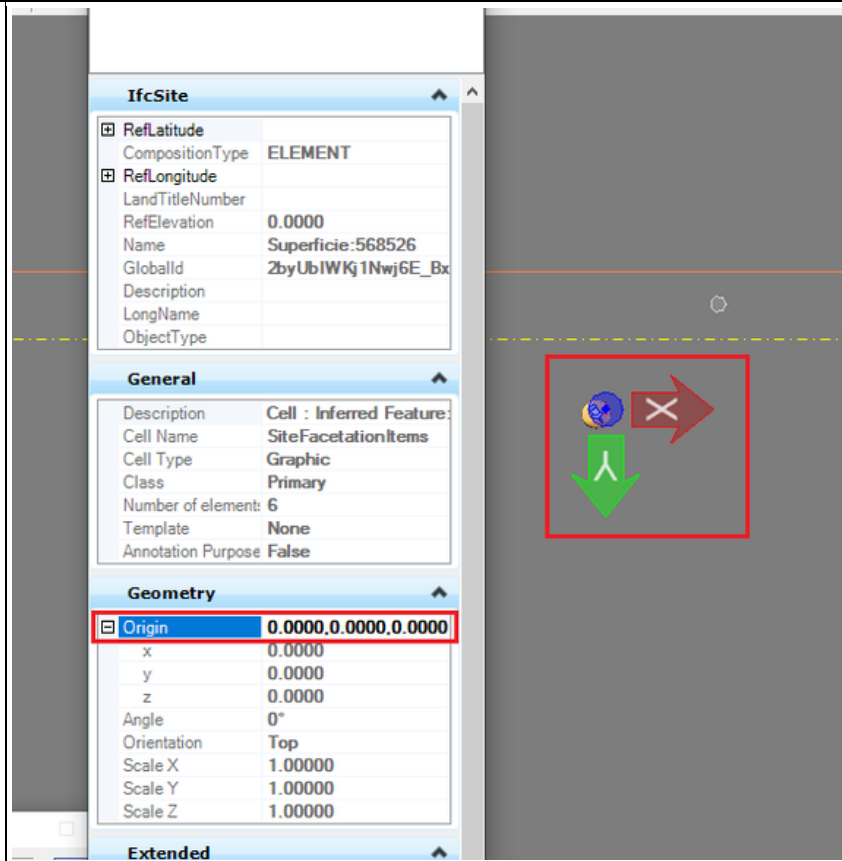 IfcSite
RefLatitude
CompositionType ELEMENT
RefLongitude
LandTitleNumber
RefElevation 0.0000
Name Superficie:568526
GlobalId 2byUbIWKj1Nwj6E_Bx
Description
LongName
ObjectType
General
Description Cell : Inferred Feature:
Cell Name SiteFacetationItems
Cell Type Graphic
Class Primary
Number of element: 6
Template None
Annotation Purpose False
Geometry
Origin 0.0000,0.0000,0.0000
x 0.0000
y 0.0000
z 0.0000
Angle 0°
Orientation Top
Scale X 1.00000
Scale Y 1.00000
Scale Z 1.00000
Extended
X
Y